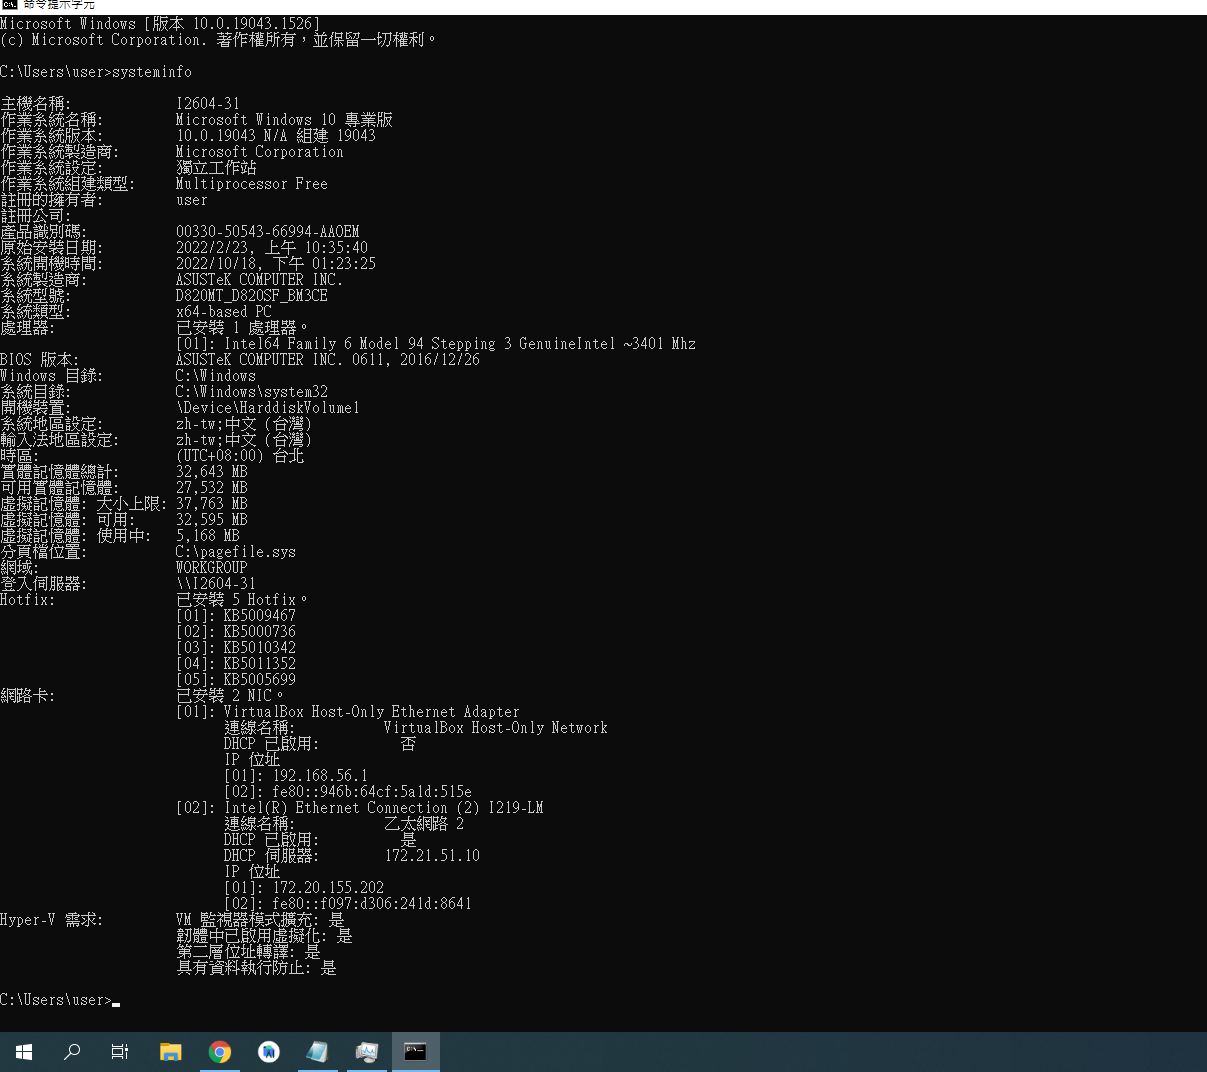 命令提示字元
Microsoft Windows [版本 10.0.19043.1526]
(c) Microsoft Corporation. 著作權所有，並保留一切權利。
C:\Users\user>systeminfo
主機名稱: I2604-31
作業系統名稱: Microsoft Windows 10 專業版
作業系統版本: 10.0.19043 N/A 組建 19043
作業系統製造商: Microsoft Corporation
作業系統設定: 獨立工作站
作業系統組建類型: Multiprocessor Free
註冊的擁有者: user
註冊公司:
產品識別碼: 00330-50543-66994-AAOEM
原始安裝日期: 2022/2/23, 上午 10:35:40
系統開機時間: 2022/10/18, 下午 01:23:25
系統製造商: ASUSTeK COMPUTER INC.
系統型號: D820MT_D820SF_BM3CE
系統類型: x64-based PC
處理器: 已安裝 1 處理器。
[01]: Intel64 Family 6 Model 94 Stepping 3 GenuineIntel ~3401 Mhz
BIOS 版本: ASUSTeK COMPUTER INC. 0611, 2016/12/26
Windows 目錄: C:\Windows
系統目錄: C:\Windows\system32
開機裝置: \Device\HarddiskVolume1
系統地區設定: zh-tw;中文 (台灣)
輸入法地區設定: zh-tw;中文 (台灣)
時區: (UTC+08:00) 台北
實體記憶體總計: 32,643 MB
可用實體記憶體: 27,532 MB
虛擬記憶體: 大小上限: 37,763 MB
虛擬記憶體: 可用: 32,595 MB
虛擬記憶體: 使用中: 5,168 MB
分頁檔位置: C:\pagefile.sys
網域: WORKGROUP
登入伺服器: \\I2604-31
Hotfix: 已安裝 5 Hotfix。
[01]: KB5009467
[02]: KB5000736
[03]: KB5010342
[04]: KB5011352
[05]: KB5005699
網路卡: 已安裝 2 NIC。
[01]: VirtualBox Host-Only Ethernet Adapter
連線名稱: VirtualBox Host-Only Network
DHCP 已啟用: 否
IP 位址
[01]: 192.168.56.1
[02]: fe80::946b:64cf:5a1d:515e
[02]: Intel(R) Ethernet Connection (2) I219-LM
連線名稱: 乙太網路 2
DHCP 已啟用: 是
DHCP 伺服器: 172.21.51.10
IP 位址
[01]: 172.20.155.202
[02]: fe80::f097:d306:241d:8641
Hyper-V 需求: VM 監視器模式擴充: 是
韌體中已啟用虛擬化: 是
第二層位址轉譯: 是
具有資料執行防止: 是
C:\Users\user>